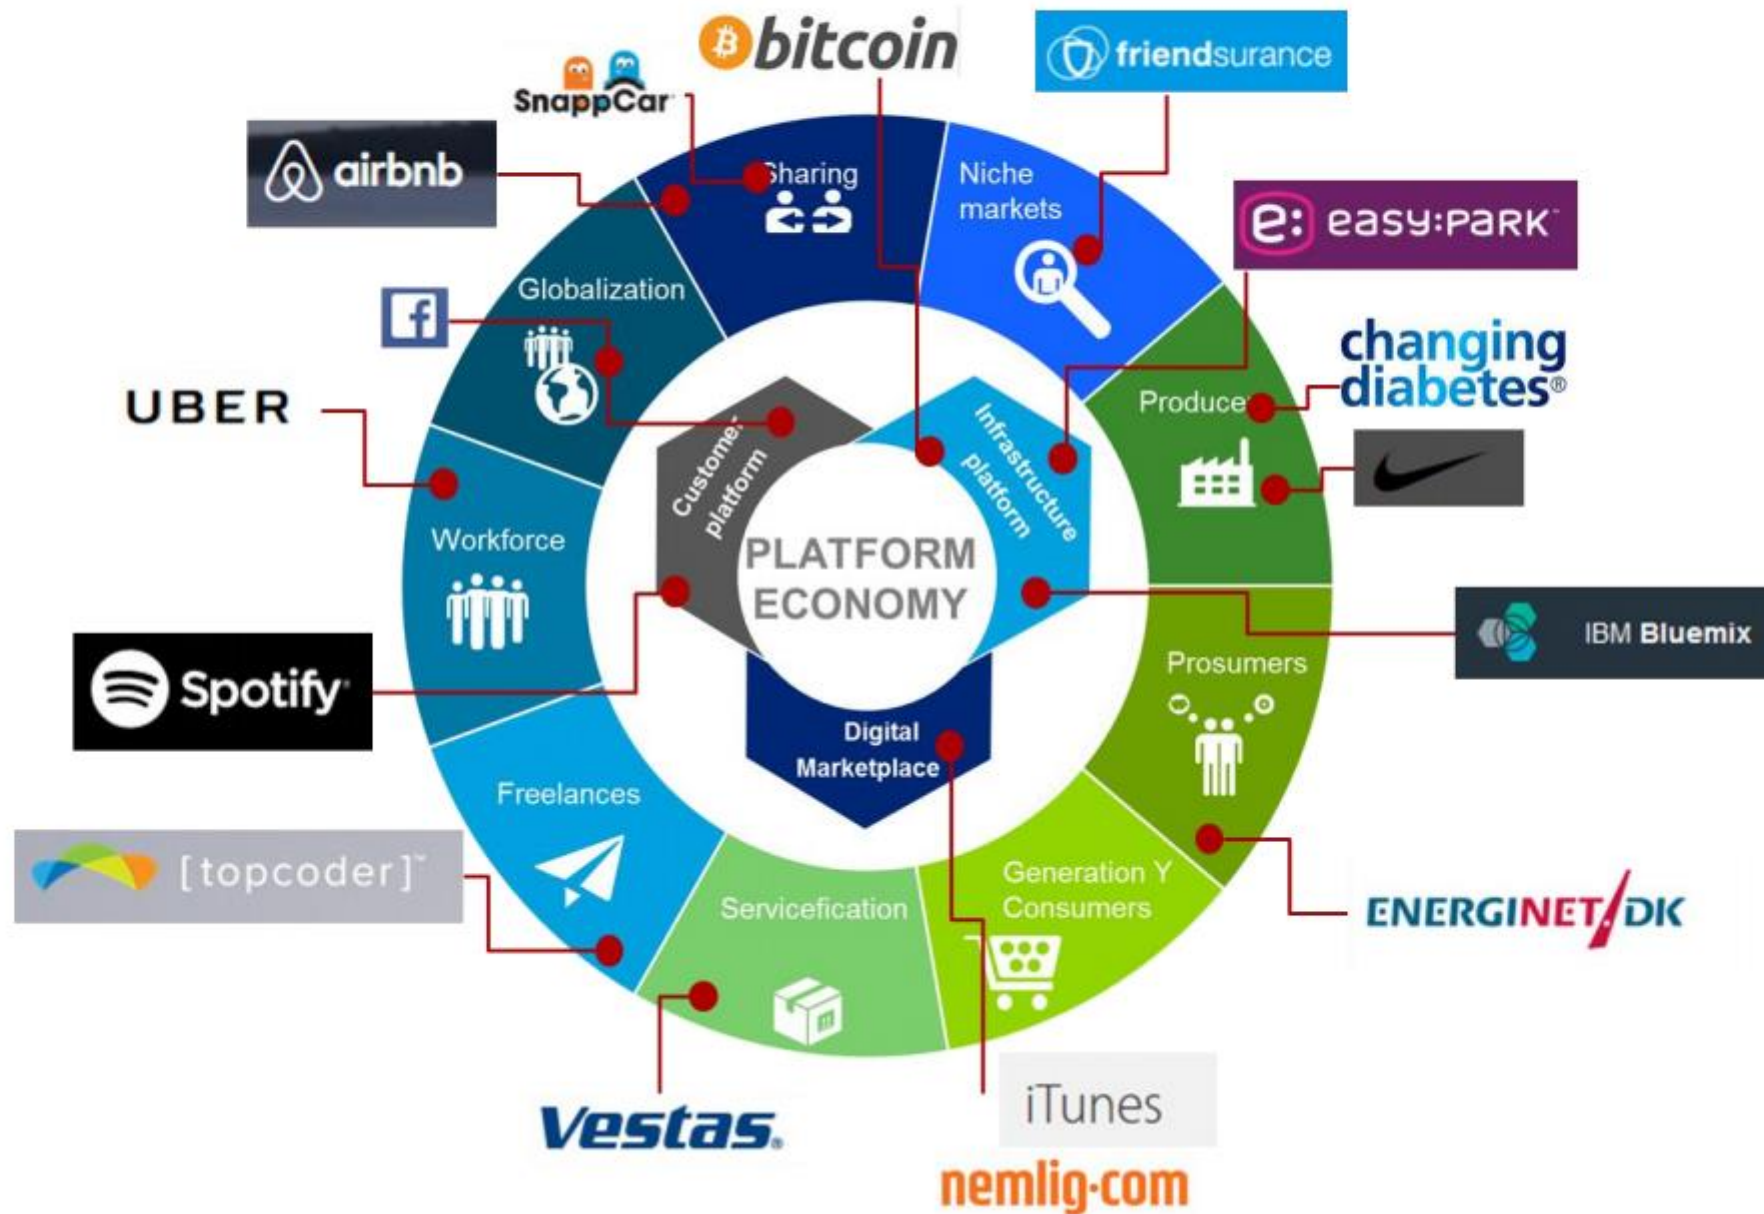 bitcoin
friendsurance
SnappCar
airbnb
Sharing
Niche
markets
easy:PARK
Globalization
changing
diabetes®
UBER
Produce
Customer
platform
Infrastructure
platform
Workforce
PLATFORM
ECONOMY
IBM Bluemix
Spotify
Prosumers
Digital
Marketplace
Freelances
[topcoder]™
Generation Y
Consumers
Servicefication
ENERGINET/DK
iTunes
Vestas®
nemlig.com